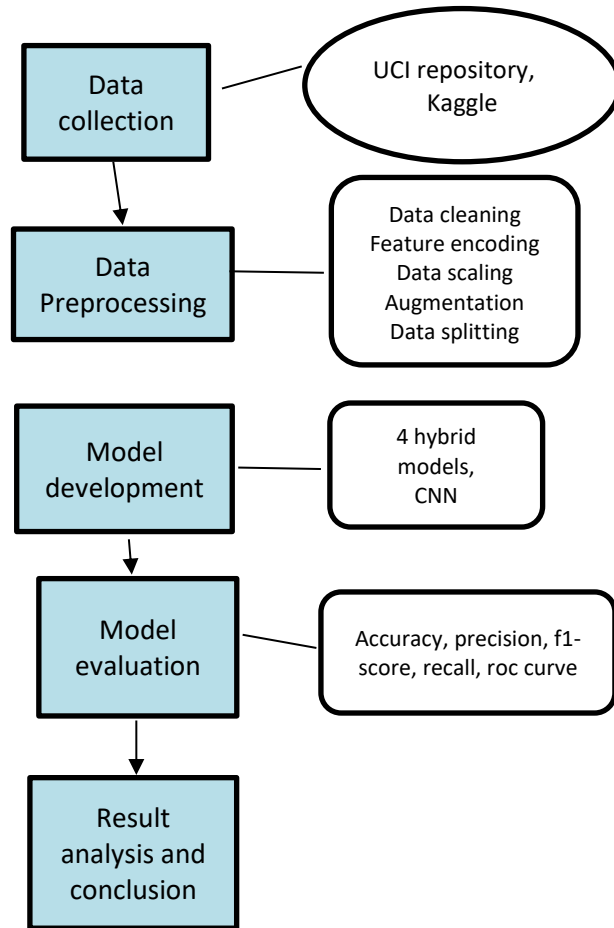 Data
collection
UCI repository,
Kaggle
Data
Preprocessing
Data cleaning
Feature encoding
Data scaling
Augmentation
Data splitting
Model
development
4 hybrid
models,
CNN
Model
evaluation
Accuracy, precision, f1-
score, recall, roc curve
Result
analysis and
conclusion